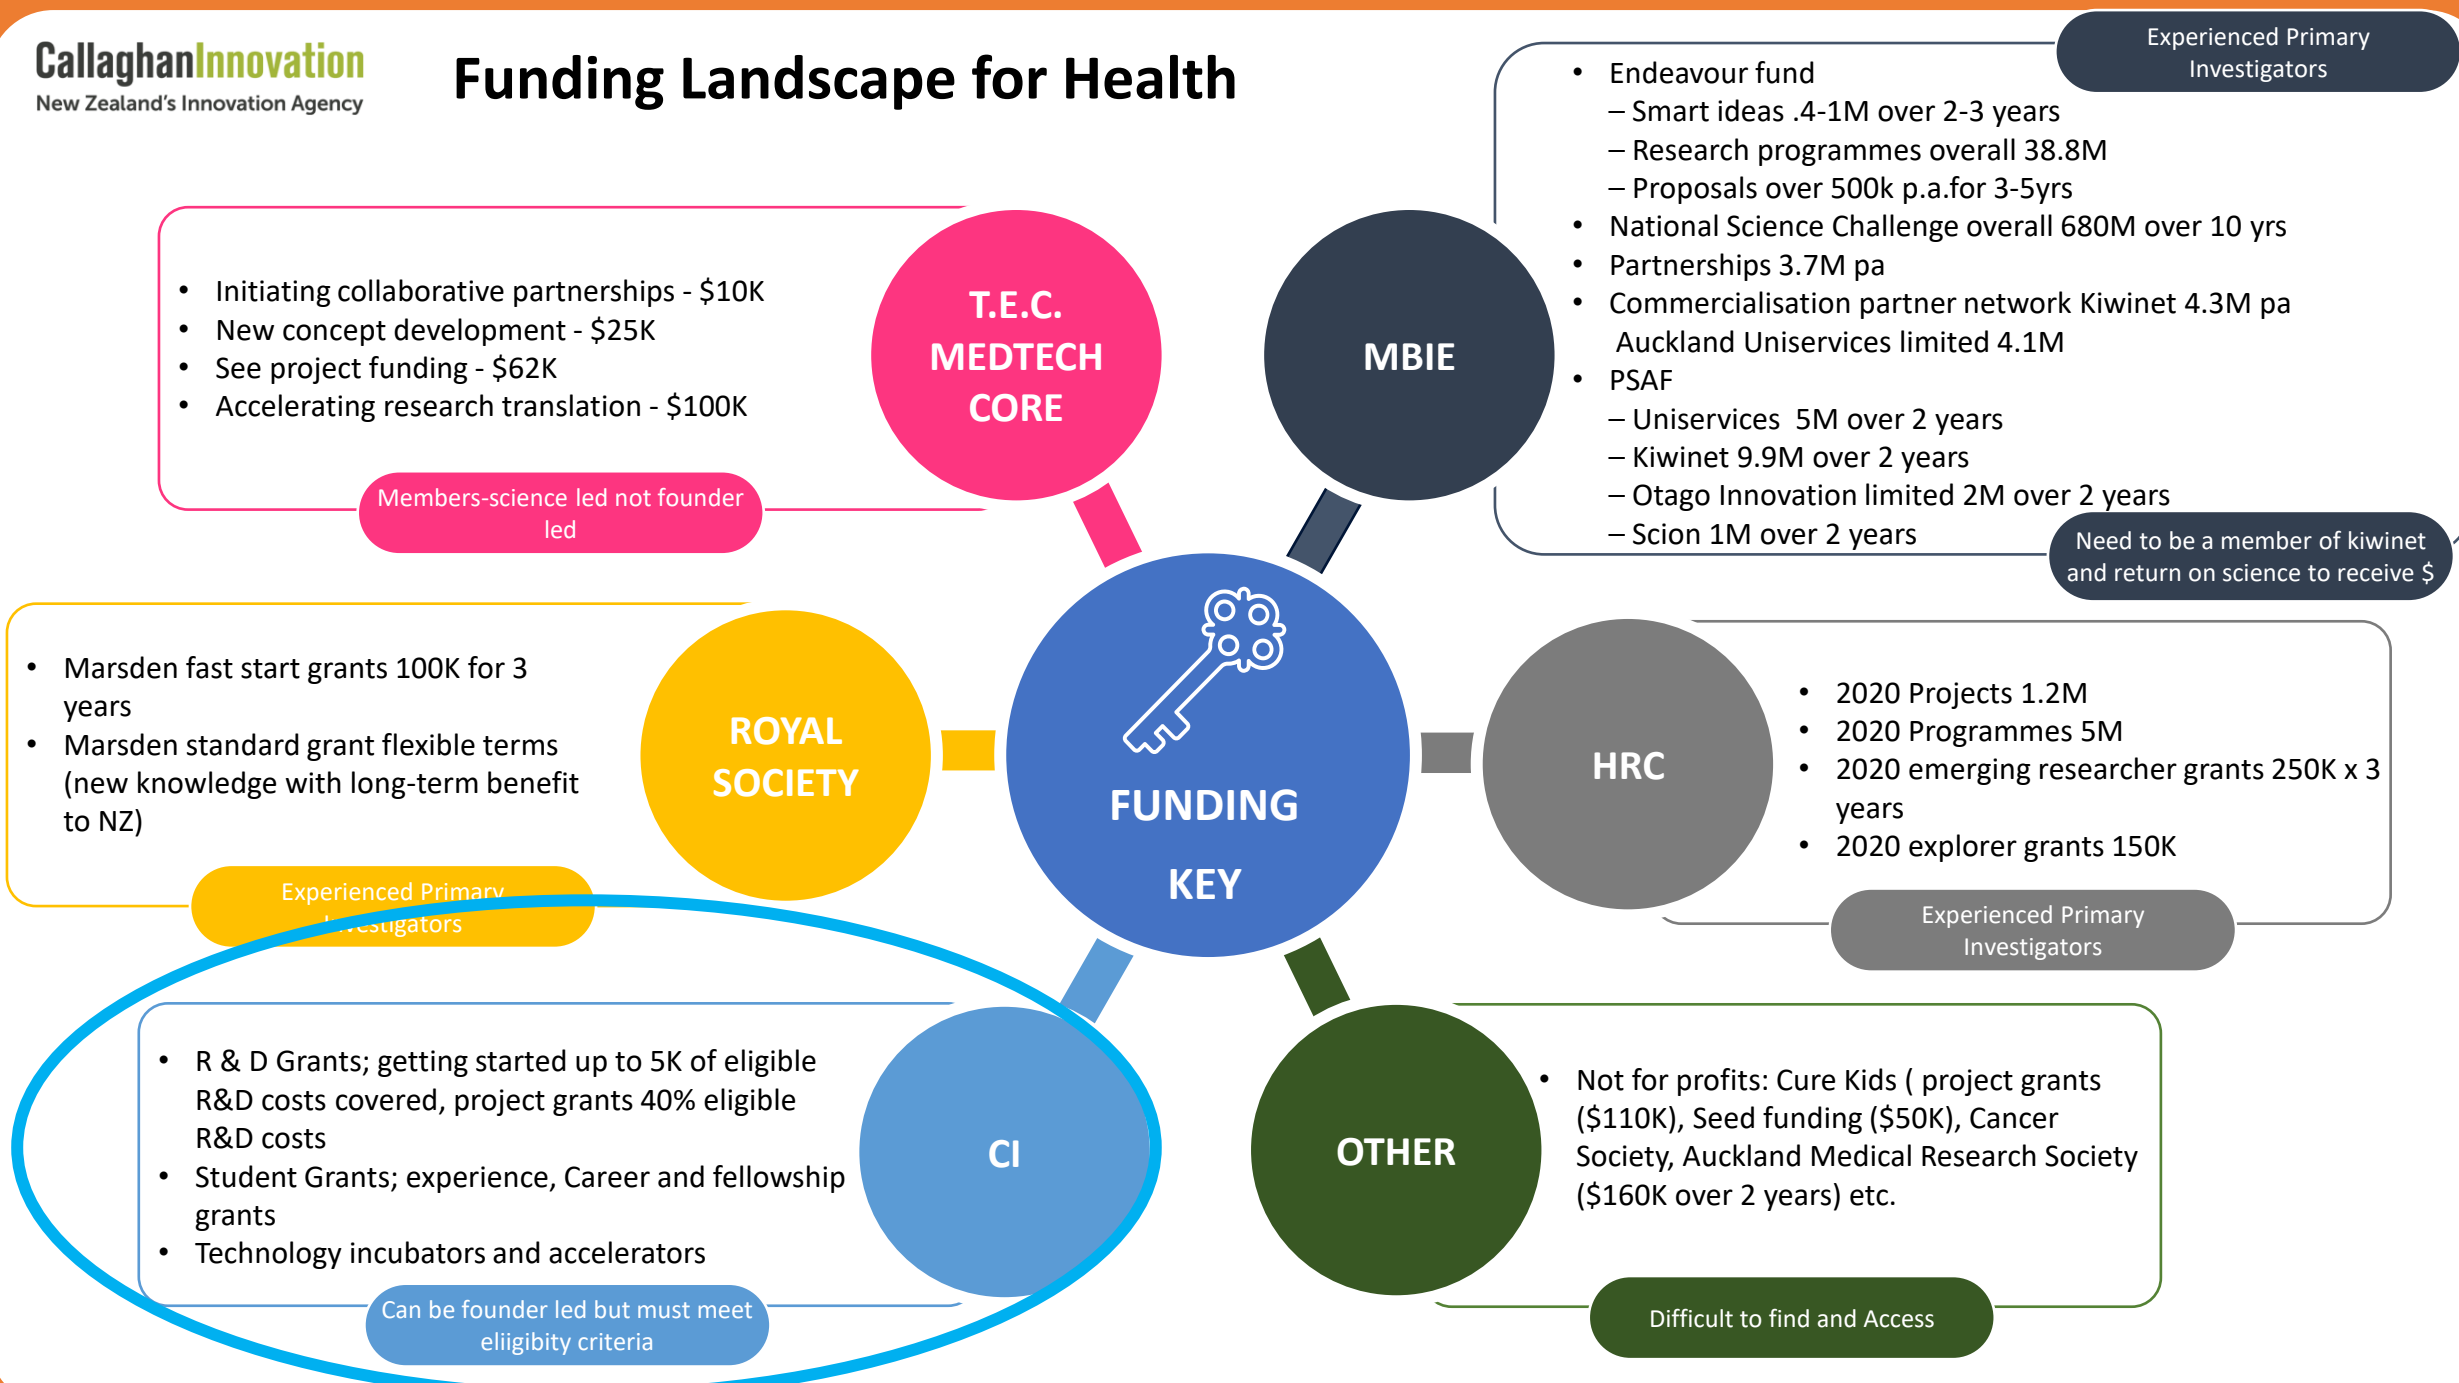 CallaghanInnovation
New Zealand's Innovation Agency
Funding Landscape for Health
Experienced Primary
Investigators
• Endeavour fund
– Smart ideas .4-1M over 2-3 years
– Research programmes overall 38.8M
– Proposals over 500k p.a.for 3-5yrs
• National Science Challenge overall 680M over 10 yrs
• Partnerships 3.7M pa
• Commercialisation partner network Kiwinet 4.3M pa
Auckland Uniservices limited 4.1M
• PSAF
– Uniservices 5M over 2 years
– Kiwinet 9.9M over 2 years
– Otago Innovation limited 2M over 2 years
– Scion 1M over 2 years
Need to be a member of kiwinet
and return on science to receive $
MBIE
• Initiating collaborative partnerships - $10K
• New concept development - $25K
• See project funding - $62K
• Accelerating research translation - $100K
Members-science led not founder
led
T.E.C.
MEDTECH
CORE
• Marsden fast start grants 100K for 3
years
• Marsden standard grant flexible terms
(new knowledge with long-term benefit
to NZ)
Experienced Primary
Investigators
ROYAL
SOCIETY
FUNDING
KEY
HRC
• 2020 Projects 1.2M
• 2020 Programmes 5M
• 2020 emerging researcher grants 250K x 3
years
• 2020 explorer grants 150K
Experienced Primary
Investigators
• R & D Grants; getting started up to 5K of eligible
R&D costs covered, project grants 40% eligible
R&D costs
• Student Grants; experience, Career and fellowship
grants
• Technology incubators and accelerators
Can be founder led but must meet
eliigibity criteria
CI
OTHER
• Not for profits: Cure Kids ( project grants
($110K), Seed funding ($50K), Cancer
Society, Auckland Medical Research Society
($160K over 2 years) etc.
Difficult to find and Access